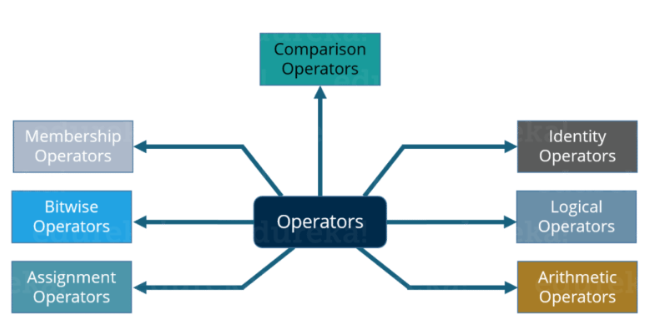 Comparison
Operators
Membership
Operators
Identity
Operators
Bitwise
Operators
Operators
Logical
Operators
Assignment
Operators
Arithmetic
Operators